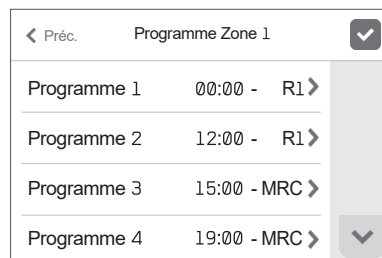 Préc. Programme Zone 1
Programme 1 00:00 - R1
Programme 2 12:00 - R1
Programme 3 15:00 - MRC
Programme 4 19:00 - MRC